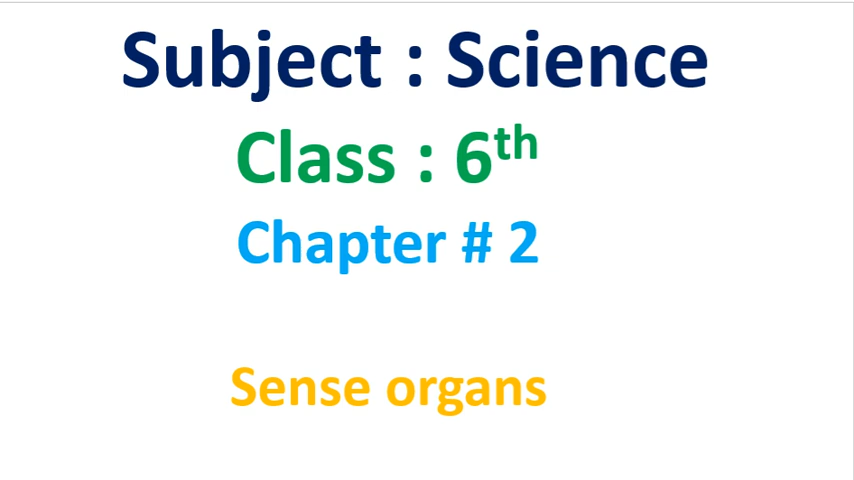 Subject : Science
Class : 6th
Chapter # 2
Sense organs